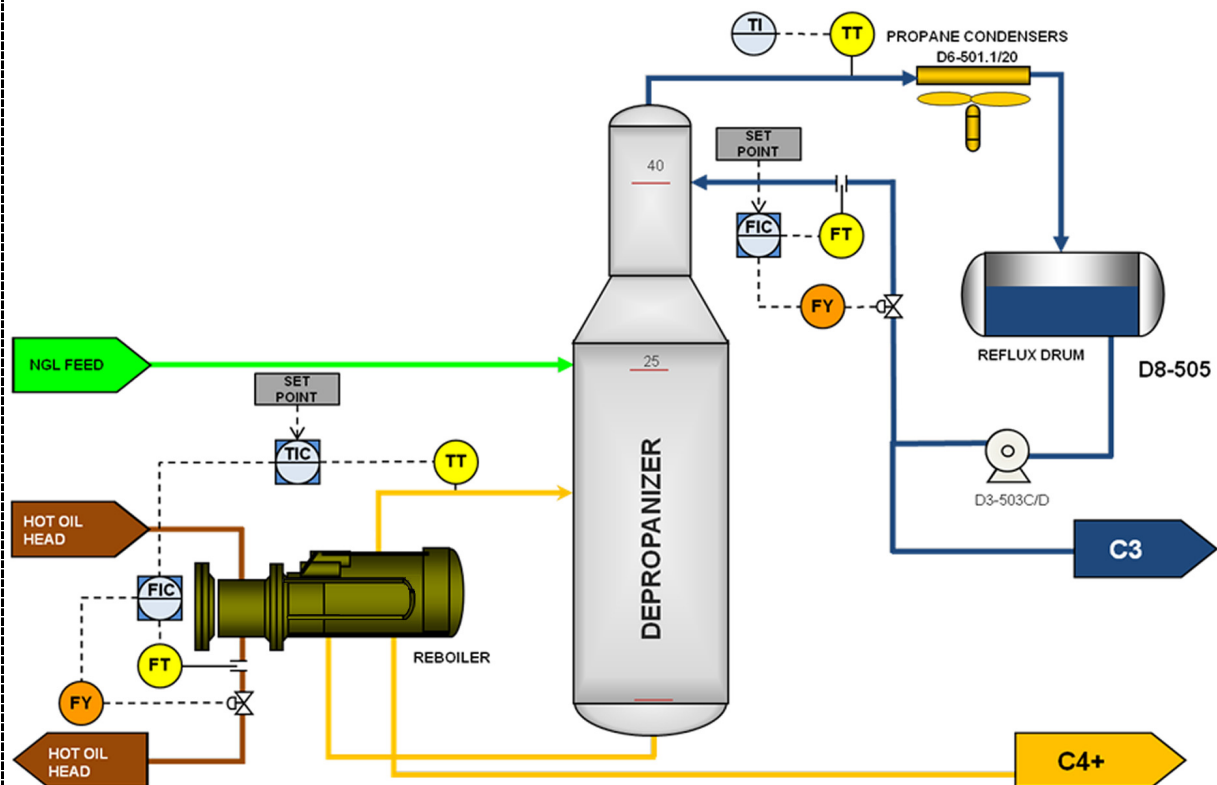 TI
TT
PROPANE CONDENSERS
D6-501.1/20
SET
POINT
40
FIC
FT
FY
REFLUX DRUM
D8-505
NGL FEED
25
SET
POINT
TIC
TT
DEPROPANIZER
D3-503C/D
HOT OIL
HEAD
C3
FIC
REBOILER
FT
FY
HOT OIL
HEAD
C4+